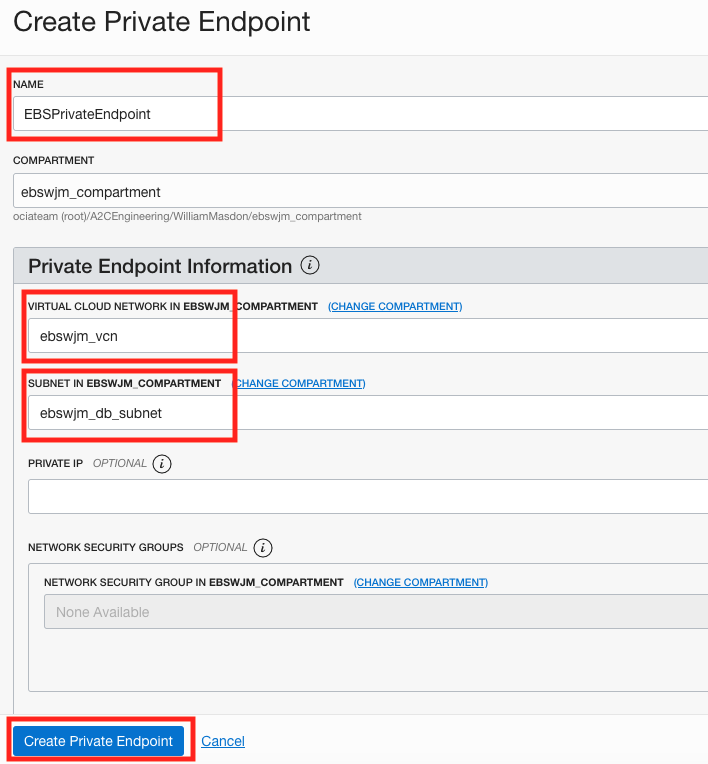 Create Private Endpoint
NAME
EBSPrivateEndpoint
COMPARTMENT
ebswjm_compartment
ociateam (root)/A2CEngineering/WilliamMasdon/ebswjm_compartment
Private Endpoint Information i
VIRTUAL CLOUD NETWORK IN EBSWJM_COMPARTMENT (CHANGE COMPARTMENT)
ebswjm_vcn
SUBNET IN EBSWJM_COMPARTMENT (CHANGE COMPARTMENT)
ebswjm_db_subnet
PRIVATE IP OPTIONAL i
NETWORK SECURITY GROUPS OPTIONAL i
NETWORK SECURITY GROUP IN EBSWJM_COMPARTMENT (CHANGE COMPARTMENT)
None Available
Create Private Endpoint Cancel